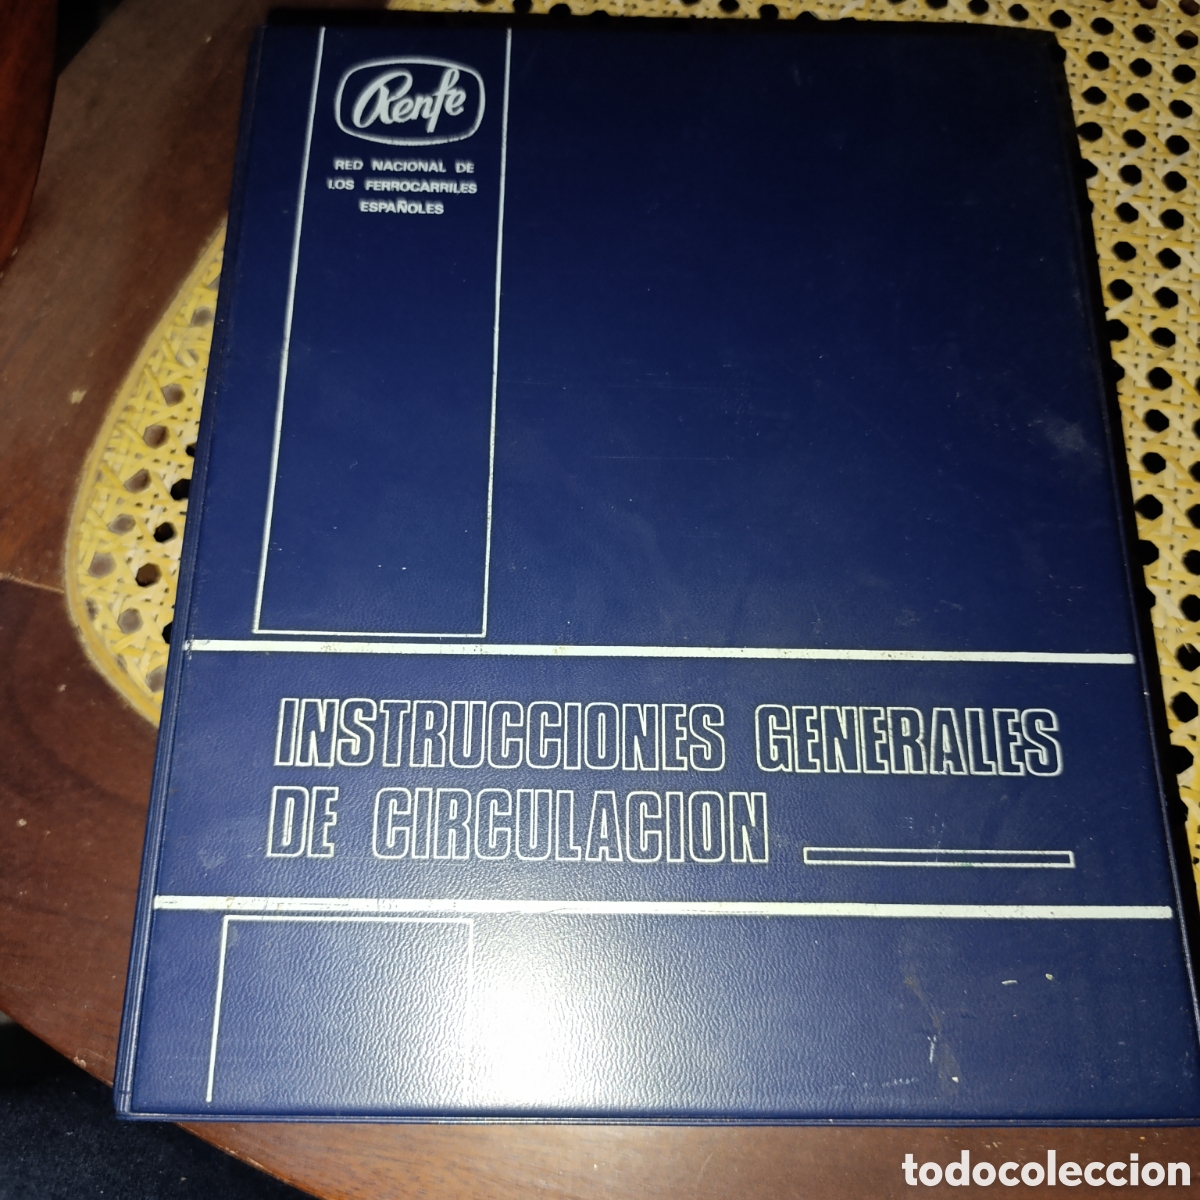 Renfe
RED NACIONAL DE
LOS FERROCARRILES
ESPAÑOLES
INSTRUCCIONES GENERALES
DE CIRCULACION
todocoleccion